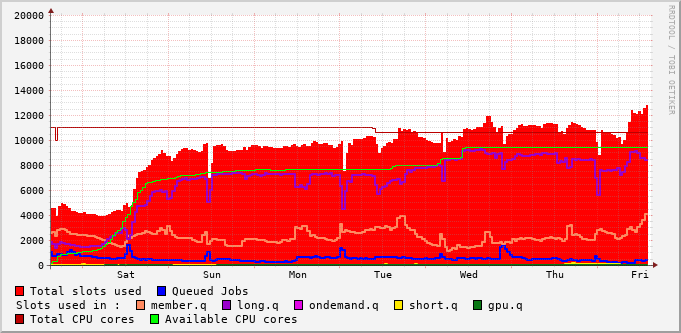 RRDTOOL / TOBI OETIKER
20000
18000
16000
14000
12000
10000
8000
6000
4000
2000
0
Sat Sun Mon Tue Wed Thu Fri
Total slots used Queued Jobs
Slots used in : member.q long.q ondemand.q short.q gpu.q
Total CPU cores Available CPU cores